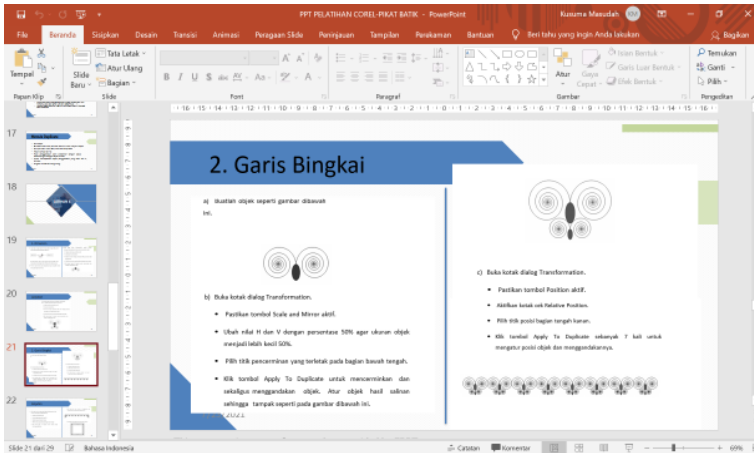 PPT PELATIHAN COREL-PIKAT BATIK - PowerPoint
Kusuma Masudah
File Beranda Sisipkan Desain Transisi Animasi Peragaan Slide Peninjauan Tampilan Perekaman Bantuan Beri tahu yang ingin Anda lakukan Bagikan
Tempel
Slide Baru
Tata Letak
Atur Ulang
Bagian
Atur
Gaya Cepat
Isian Bentuk
Garis Luar Bentuk
Efek Bentuk
Temukan
Ganti
Pilih
Papan Klip Slide Font Paragraf Gambar Pengeditan
17
18
19
20
21
22
2. Garis Bingkai
a) Buatlah objek seperti gambar dibawah
ini.
b) Buka kotak dialog Transformation.
• Pastikan tombol Scale and Mirror aktif.
• Ubah nilai H dan V dengan persentase 50% agar ukuran objek
menjadi lebih kecil 50%.
• Pilih titik pencerminan yang terletak pada bagian bawah tengah.
• Klik tombol Apply To Duplicate untuk mencerminkan dan
sekaligus menggandakan objek. Atur objek hasil salinan
sehingga tampak seperti pada gambar dibawah ini.
2021
c) Buka kotak dialog Transformation.
• Pastikan tombol Position aktif.
• Aktifkan kotak cek Relative Position.
• Pilih titik posisi bagian tengah kanan.
• Klik tombol Apply To Duplicate sebanyak 7 kali untuk
mengatur posisi objek dan menggandakannya.
Slide 21 dari 29 Bahasa Indonesia Catatan Komentar 69%